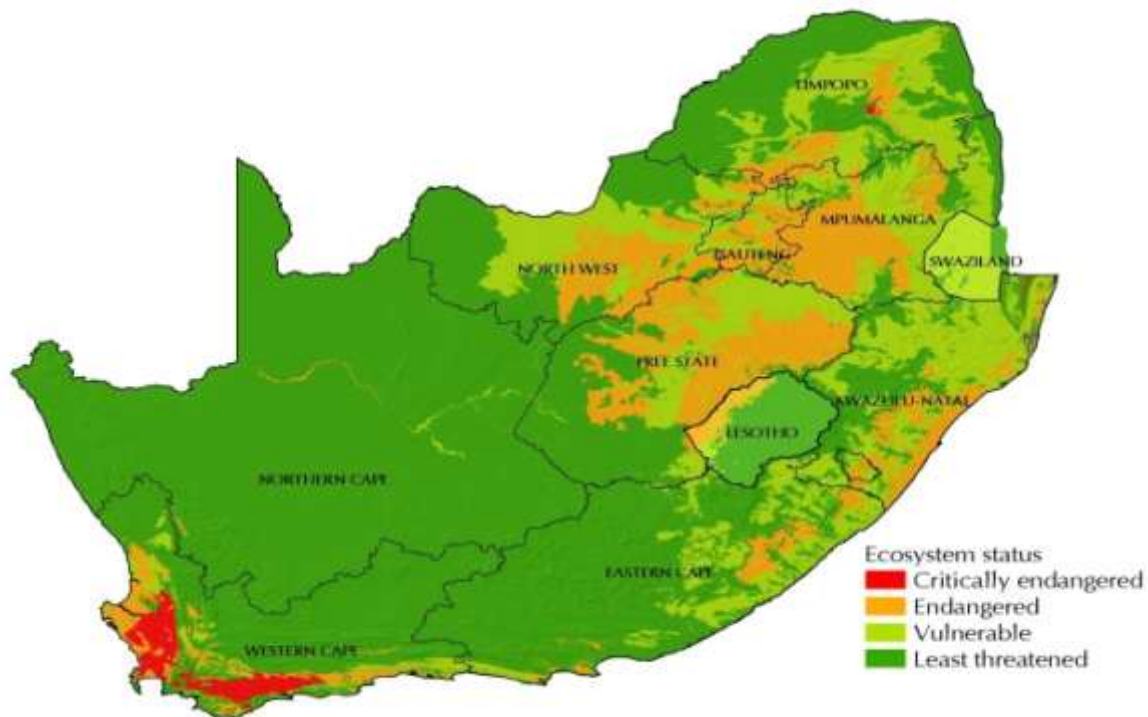 LIMPOPO
MPUMALANGA
GAUTENG
NORTH WEST
SWAZILAND
FREE STATE
KWAZULU-NATAL
LESOTHO
NORTHERN CAPE
EASTERN CAPE
WESTERN CAPE
Ecosystem status
Critically endangered
Endangered
Vulnerable
Least threatened